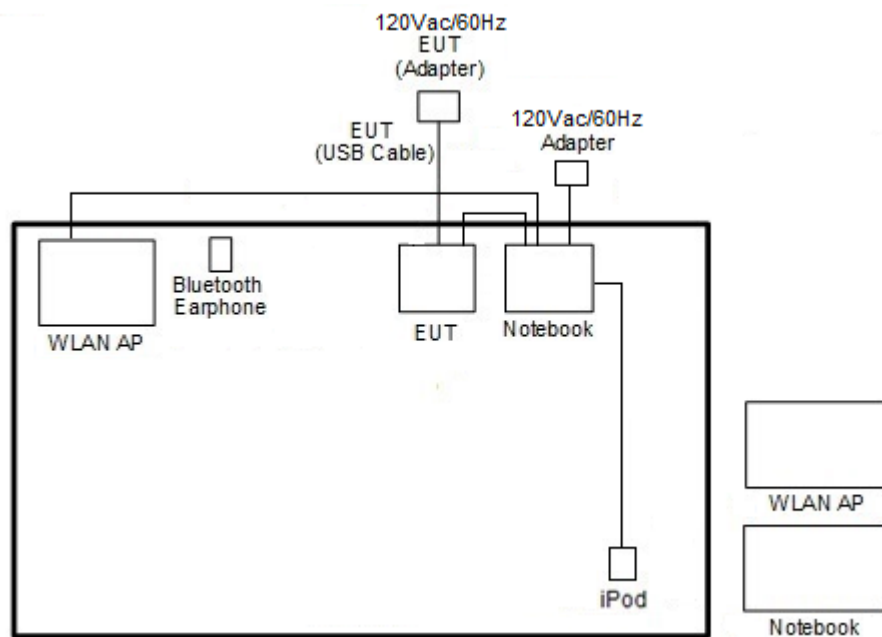 120Vac/60Hz
EUT
(Adapter)
EUT
(USB Cable)
120Vac/60Hz
Adapter
WLAN AP
Bluetooth
Earphone
EUT
Notebook
iPod
WLAN AP
Notebook